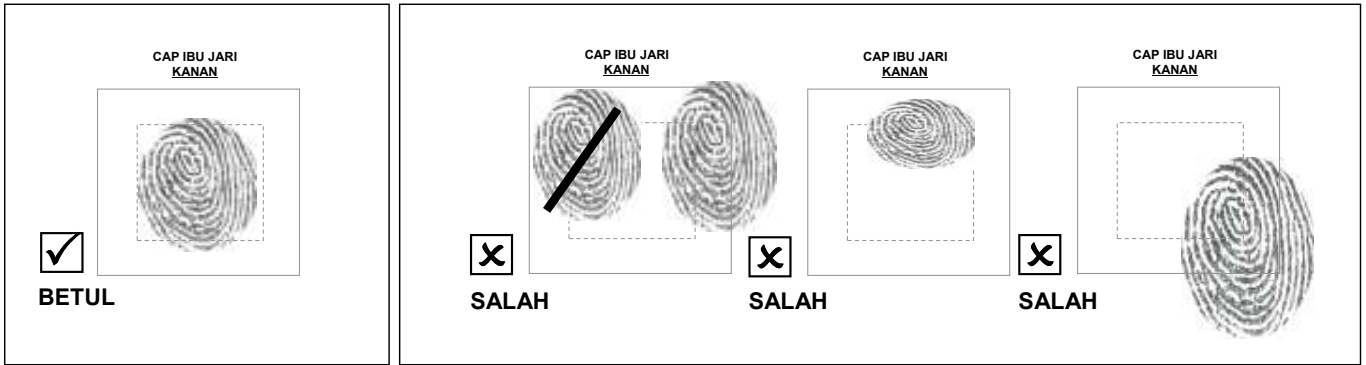 CAP IBU JARI
KANAN
BETUL
CAP IBU JARI
KANAN
SALAH
CAP IBU JARI
KANAN
SALAH
CAP IBU JARI
KANAN
SALAH